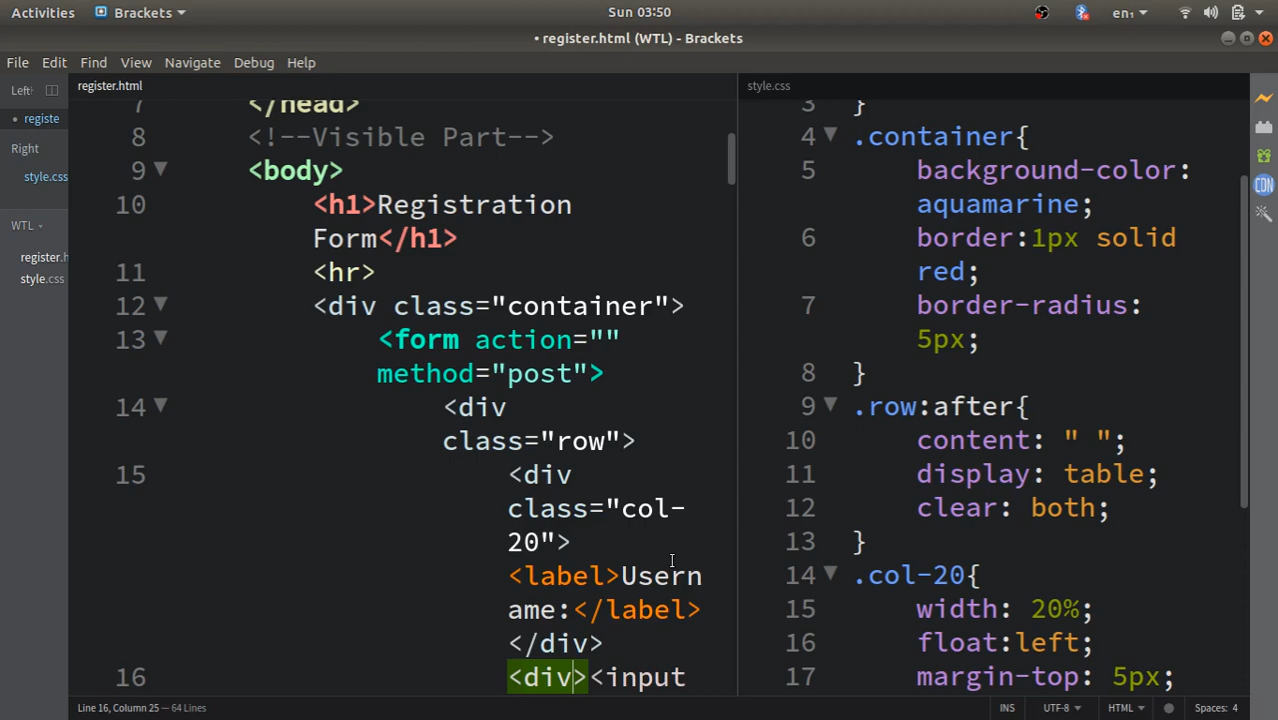 Activities
Brackets
Sun 03:50
en₁
• register.html (WTL) - Brackets
File Edit Find View Navigate Debug Help
Left
registe
Right
style.css
WTL
register.h
style.css
register.html
7 </head>
8 <!--Visible Part-->
9 <body>
10 <h1>Registration
Form</h1>
11 <hr>
12 <div class="container">
13 <form action=""
method="post">
14 <div
class="row">
15 <div
class="col-
20">
<label>Usern
ame:</label>
</div>
16 <div><input
style.css
3 }
4 .container{
5 background-color:
aquamarine;
6 border:1px solid
red;
7 border-radius:
5px;
8 }
9 .row:after{
10 content: " ";
11 display: table;
12 clear: both;
13 }
14 .col-20{
15 width: 20%;
16 float:left;
17 margin-top: 5px;
CDN
Line 16, Column 25 — 64 Lines
INS UTF-8 HTML Spaces: 4